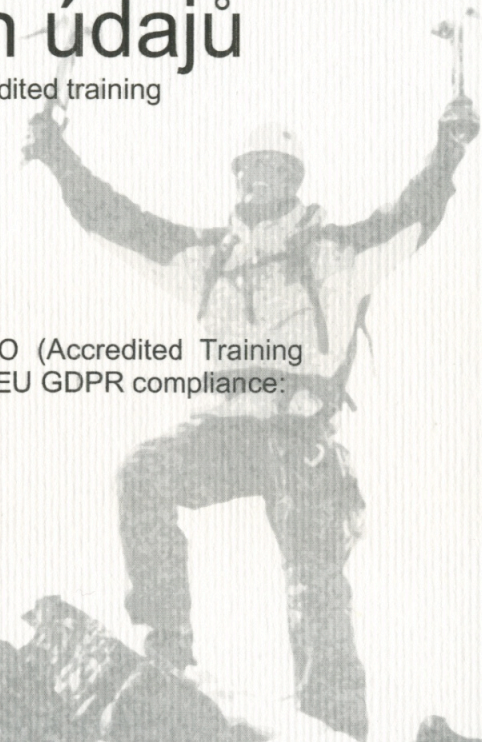 n údajů
dited training
O (Accredited Training
EU GDPR compliance: